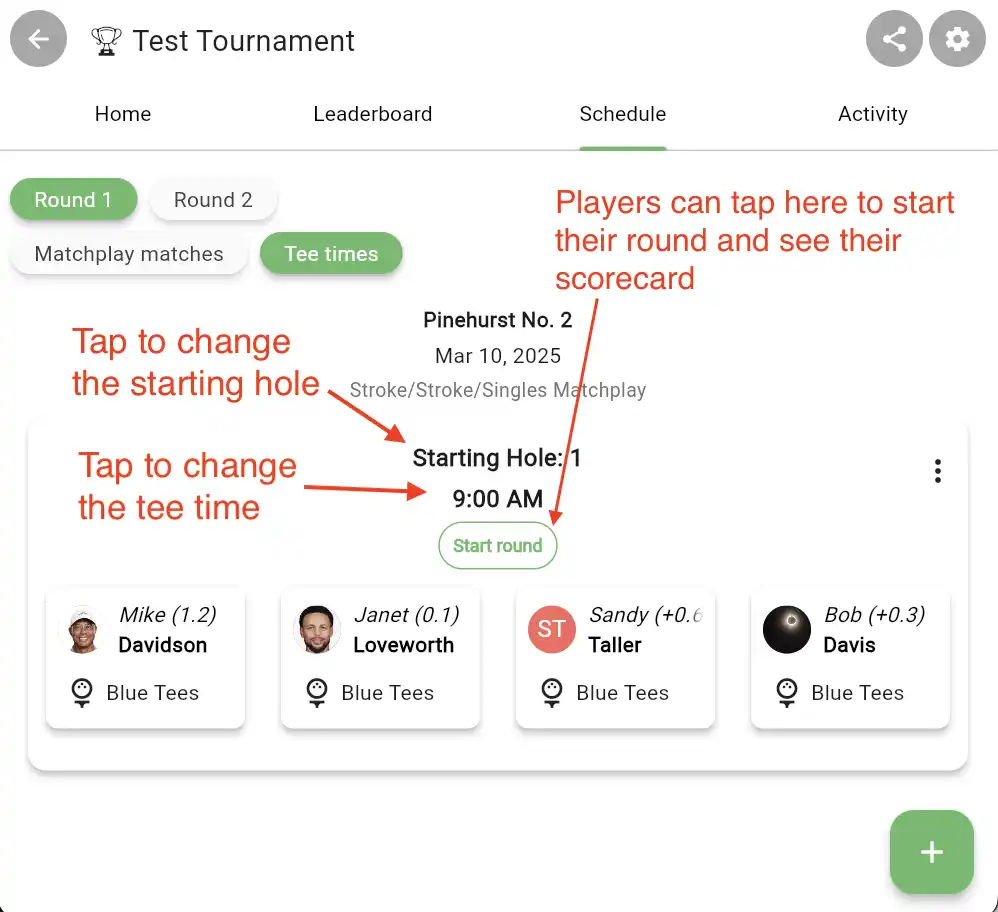 Test Tournament
Home Leaderboard Schedule Activity
Round 1 Round 2
Matchplay matches Tee times
Players can tap here to start
their round and see their
scorecard
Pinehurst No. 2
Mar 10, 2025
Stroke/Stroke/Singles Matchplay
Tap to change
the starting hole
Starting Hole: 1
Tap to change
the tee time
9:00 AM
Start round
Mike (1.2)
Davidson
Blue Tees
Janet (0.1)
Loveworth
Blue Tees
ST
Sandy (+0.6
Taller
Blue Tees
Bob (+0.3)
Davis
Blue Tees